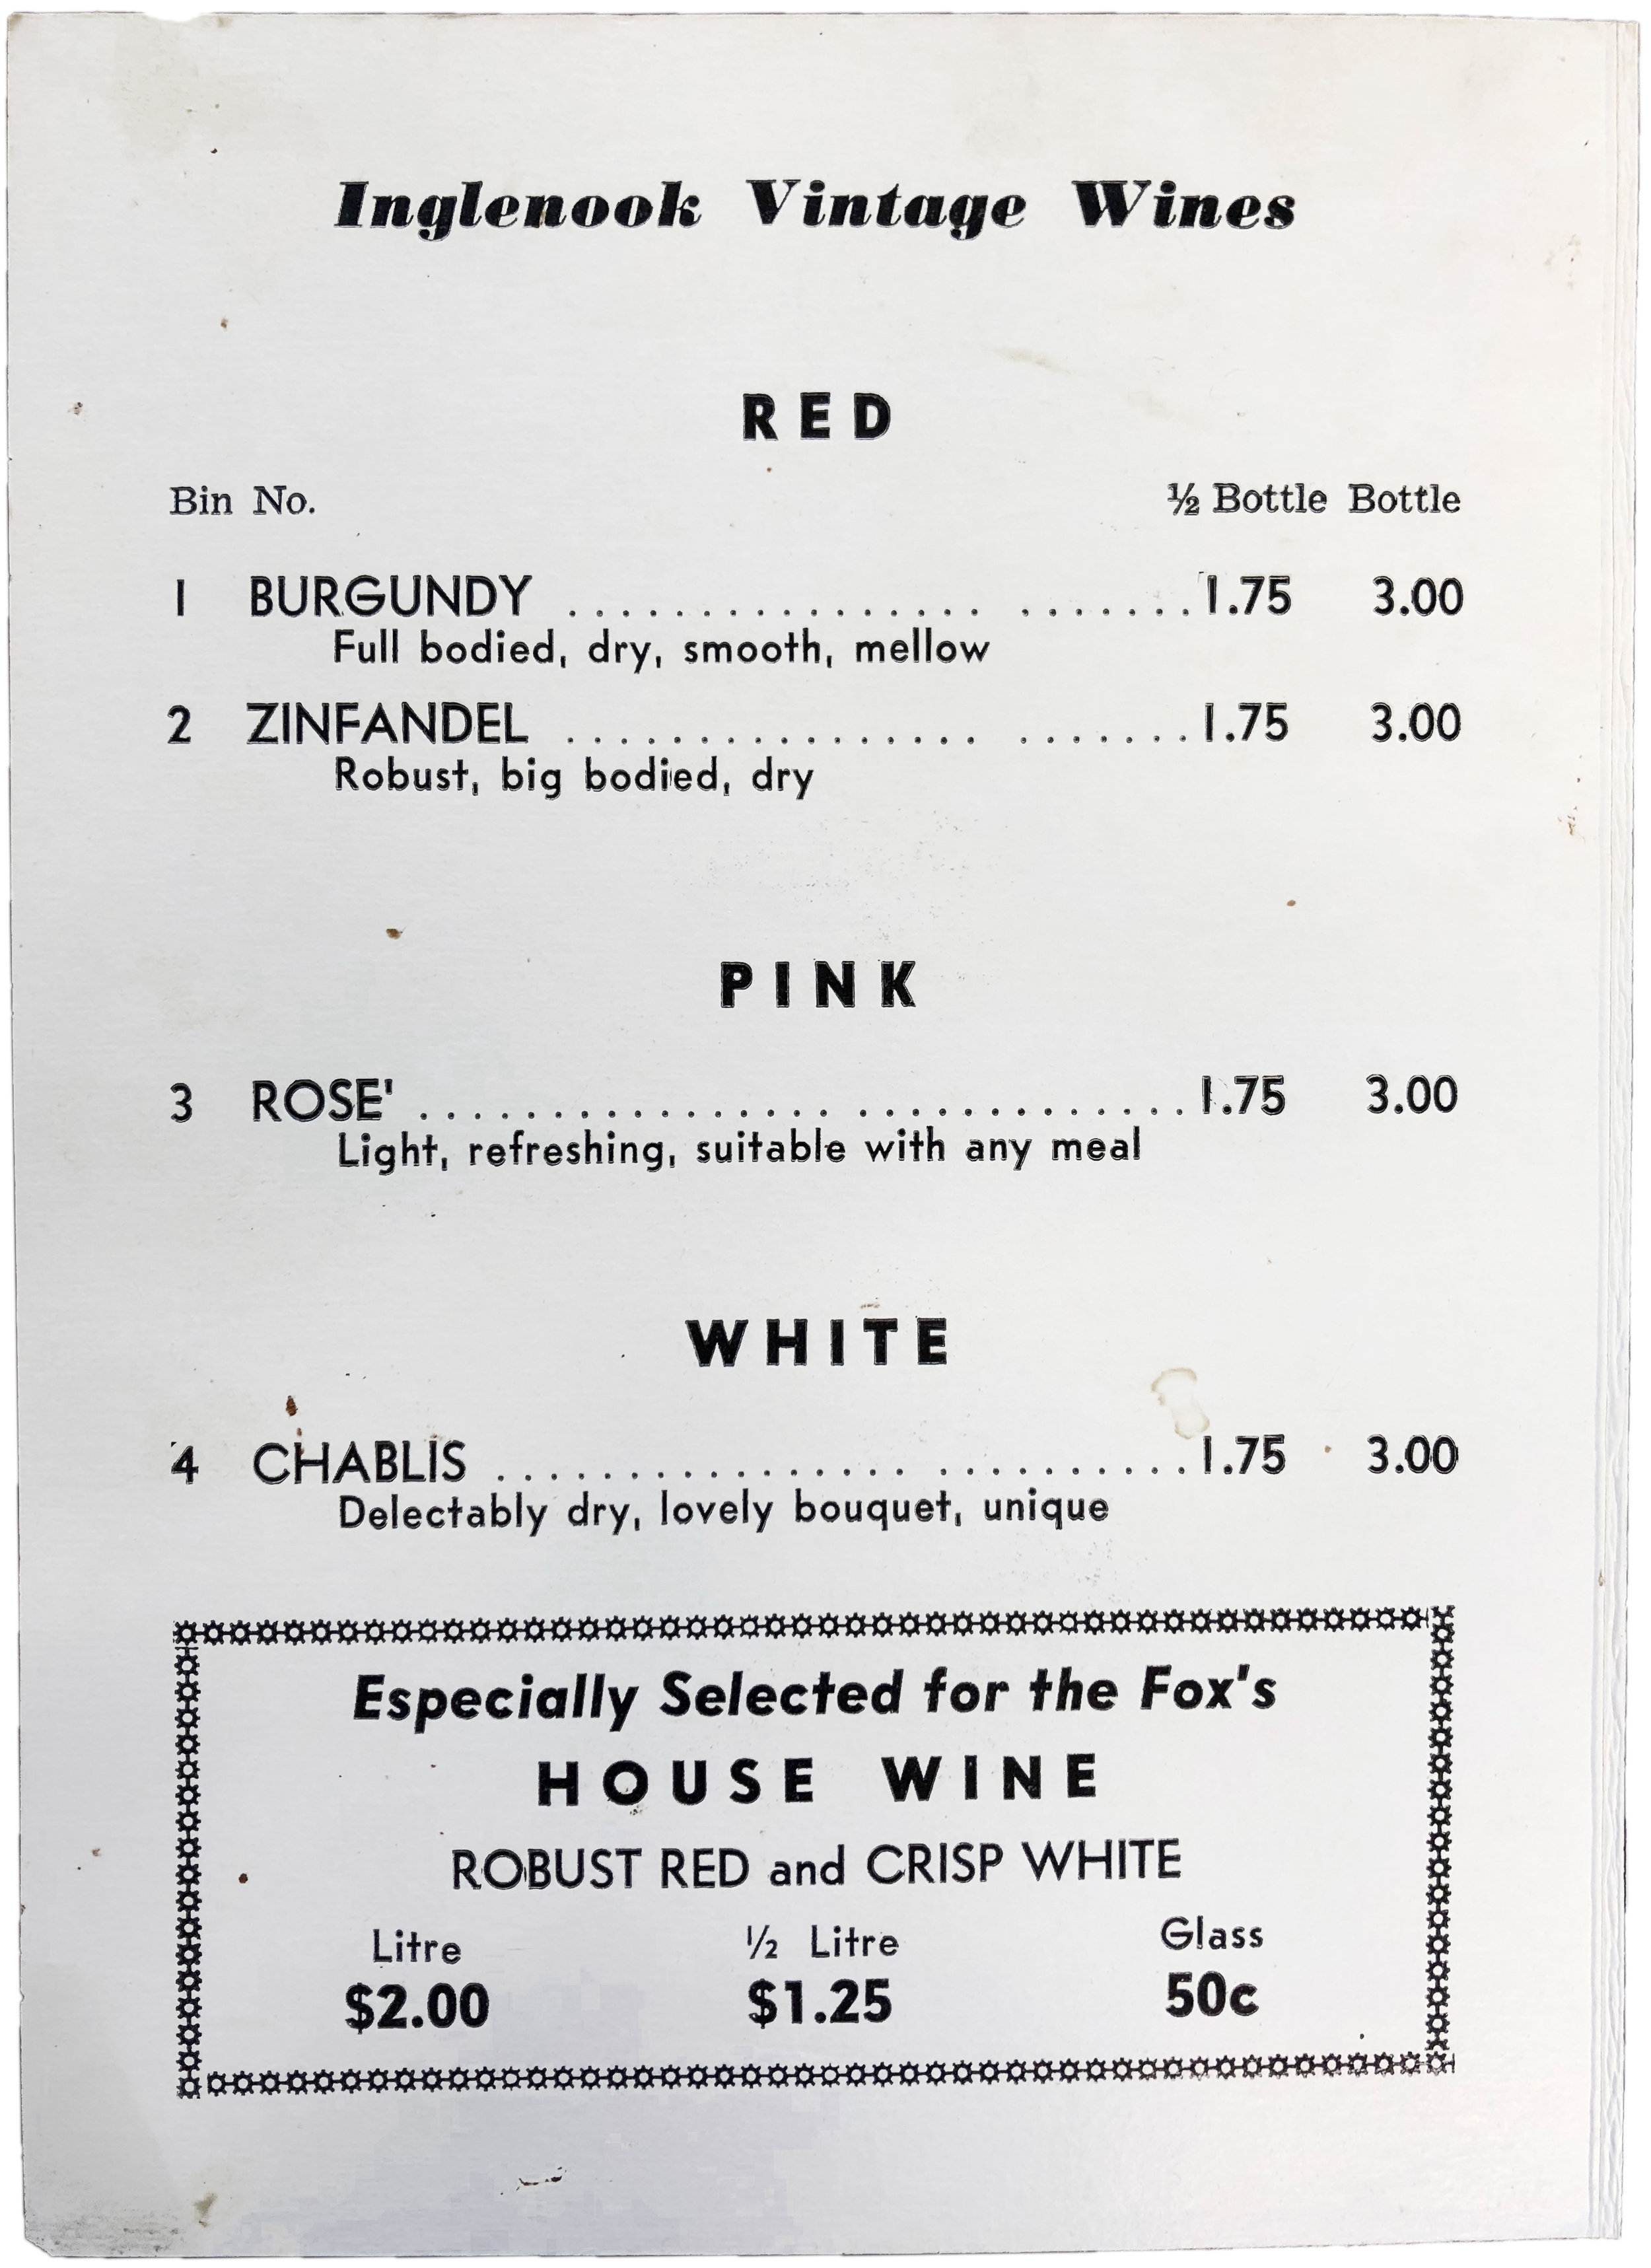 Inglenook Vintage Wines
RED
Bin No. ½ Bottle Bottle
1 BURGUNDY ................ .......1.75 3.00
Full bodied, dry, smooth, mellow
2 ZINFANDEL ................ .......1.75 3.00
Robust, big bodied, dry
PINK
3 ROSE' ................ .............1.75 3.00
Light, refreshing, suitable with any meal
WHITE
4 CHABLIS ................ ..........1.75 3.00
Delectably dry, lovely bouquet, unique
Especially Selected for the Fox's
HOUSE WINE
ROBUST RED and CRISP WHITE
Litre ½ Litre Glass
$2.00 $1.25 50c